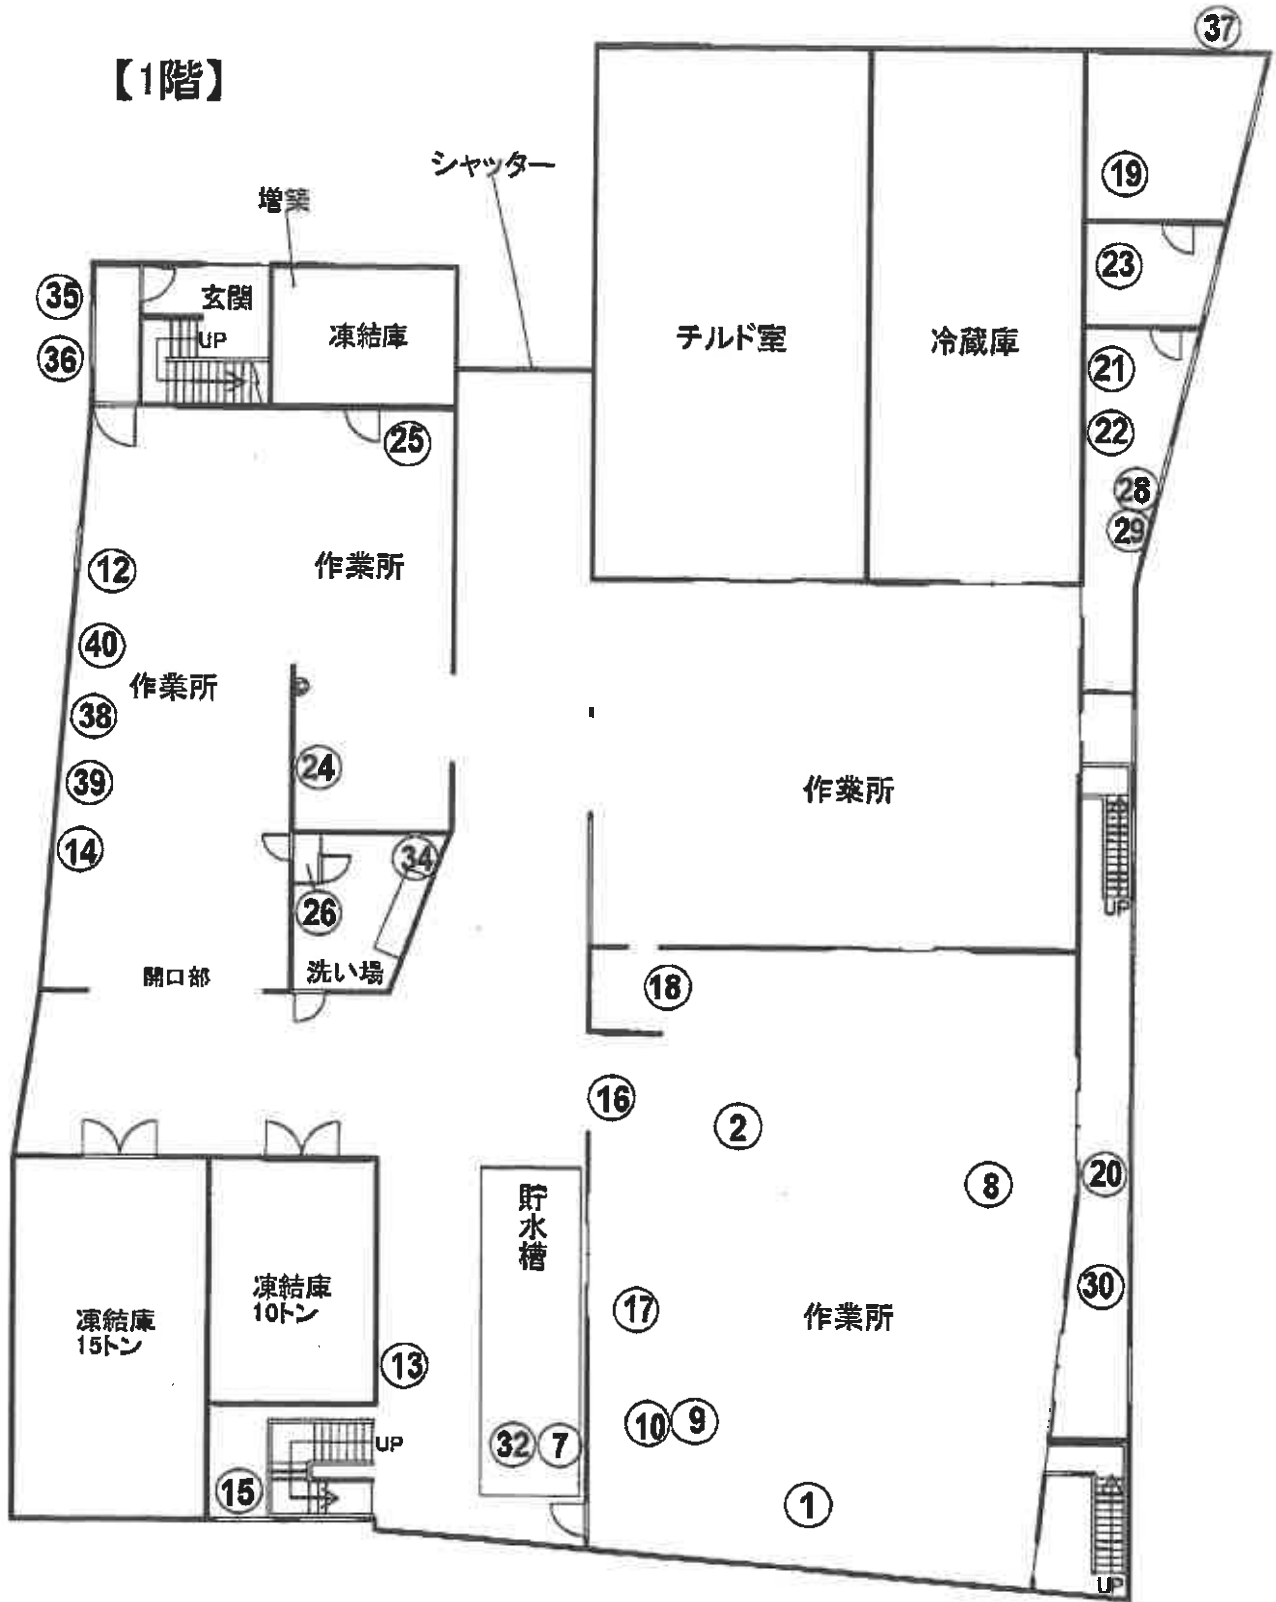 37
【1階】
シャッター
19
増築
23
35
玄関
36
UP
凍結庫
チルド室
冷蔵庫
21
22
25
28
29
12
作業所
40
作業所
38
24
39
作業所
14
34
26
UP
洗い場
開口部
18
16
2
20
8
貯水槽
30
凍結庫
10トン
17
作業所
凍結庫
15トン
13
10
9
32
7
UP
15
1
UP